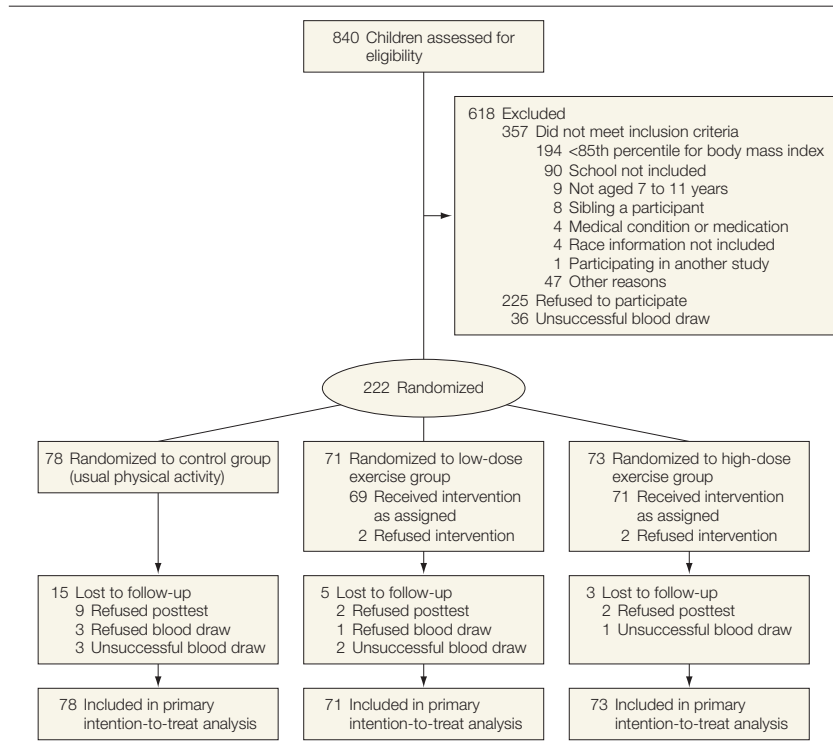 840 Children assessed for
eligibility
618 Excluded
357 Did not meet inclusion criteria
194 <85th percentile for body mass index
90 School not included
9 Not aged 7 to 11 years
8 Sibling a participant
4 Medical condition or medication
4 Race information not included
1 Participating in another study
47 Other reasons
225 Refused to participate
36 Unsuccessful blood draw
222 Randomized
78 Randomized to control group
(usual physical activity)
71 Randomized to low-dose
exercise group
69 Received intervention
as assigned
2 Refused intervention
73 Randomized to high-dose
exercise group
71 Received intervention
as assigned
2 Refused intervention
15 Lost to follow-up
9 Refused posttest
3 Refused blood draw
3 Unsuccessful blood draw
5 Lost to follow-up
2 Refused posttest
1 Refused blood draw
2 Unsuccessful blood draw
3 Lost to follow-up
2 Refused posttest
1 Unsuccessful blood draw
78 Included in primary
intention-to-treat analysis
71 Included in primary
intention-to-treat analysis
73 Included in primary
intention-to-treat analysis